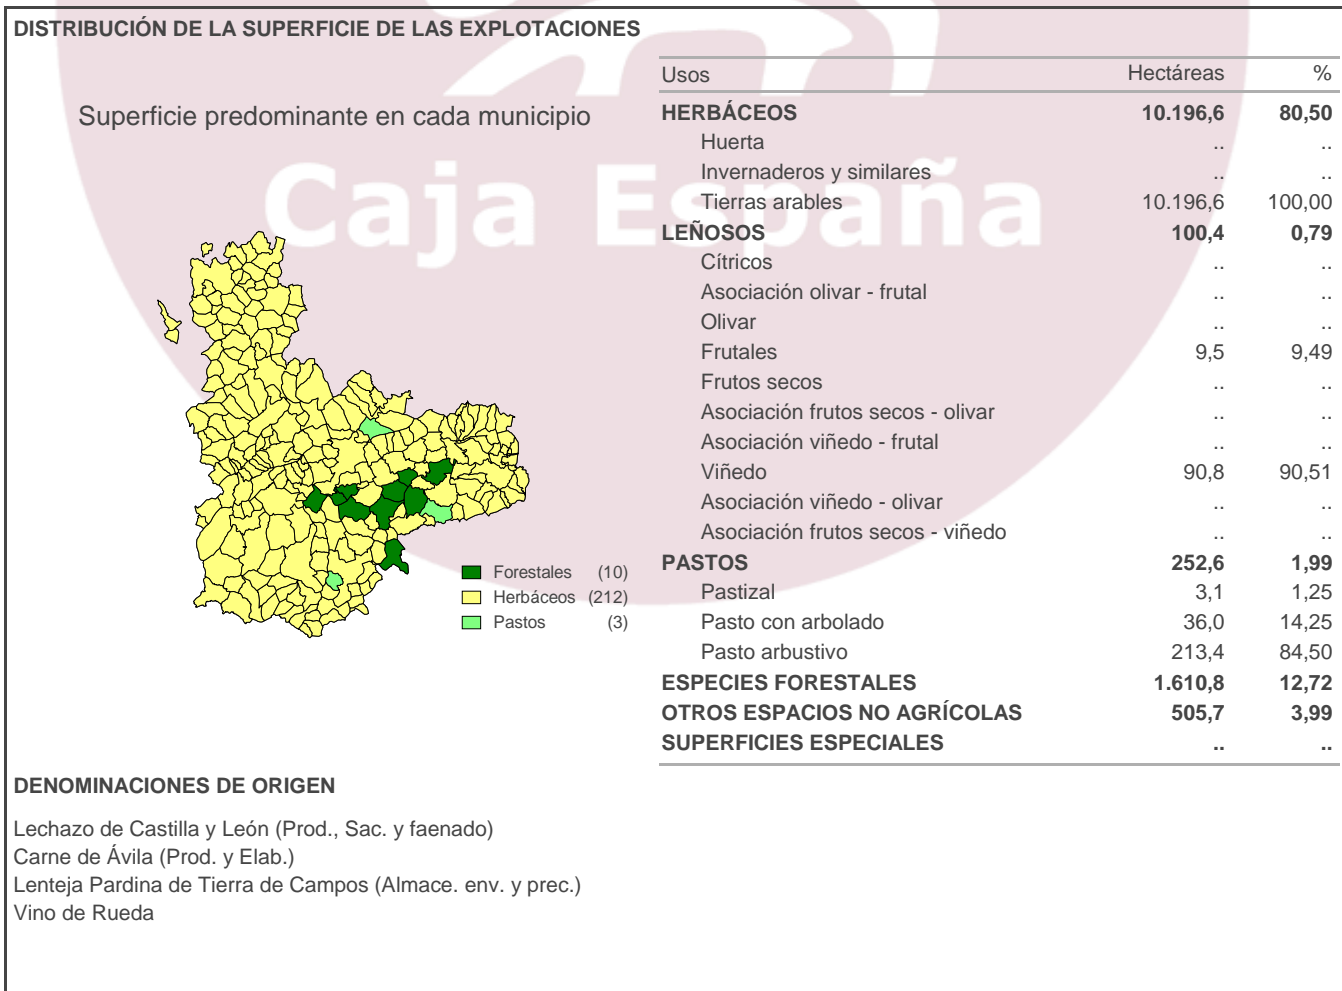 DISTRIBUCIÓN DE LA SUPERFICIE DE LAS EXPLOTACIONES
Superficie predominante en cada municipio
Caja España
Forestales (10)
Herbáceos (212)
Pastos (3)
Usos Hectáreas %
HERBÁCEOS 10.196,6 80,50
Huerta .. ..
Invernaderos y similares .. ..
Tierras arables 10.196,6 100,00
LEÑOSOS 100,4 0,79
Cítricos .. ..
Asociación olivar - frutal .. ..
Olivar .. ..
Frutales 9,5 9,49
Frutos secos .. ..
Asociación frutos secos - olivar .. ..
Asociación viñedo - frutal .. ..
Viñedo 90,8 90,51
Asociación viñedo - olivar .. ..
Asociación frutos secos - viñedo .. ..
PASTOS 252,6 1,99
Pastizal 3,1 1,25
Pasto con arbolado 36,0 14,25
Pasto arbustivo 213,4 84,50
ESPECIES FORESTALES 1.610,8 12,72
OTROS ESPACIOS NO AGRÍCOLAS 505,7 3,99
SUPERFICIES ESPECIALES .. ..
DENOMINACIONES DE ORIGEN
Lechazo de Castilla y León (Prod., Sac. y faenado)
Carne de Ávila (Prod. y Elab.)
Lenteja Pardina de Tierra de Campos (Almace. env. y prec.)
Vino de Rueda